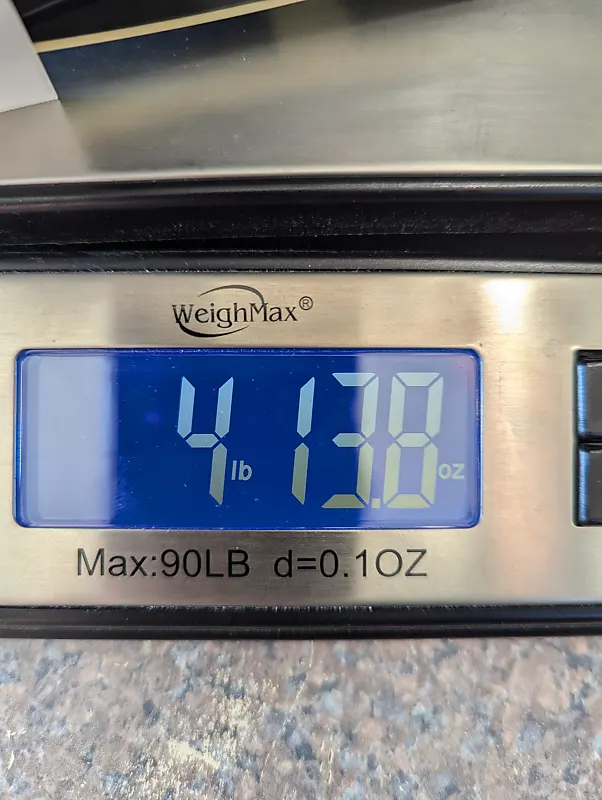 WeighMax®
4 lb 13.8 oz
Max:90LB d=0.1OZ